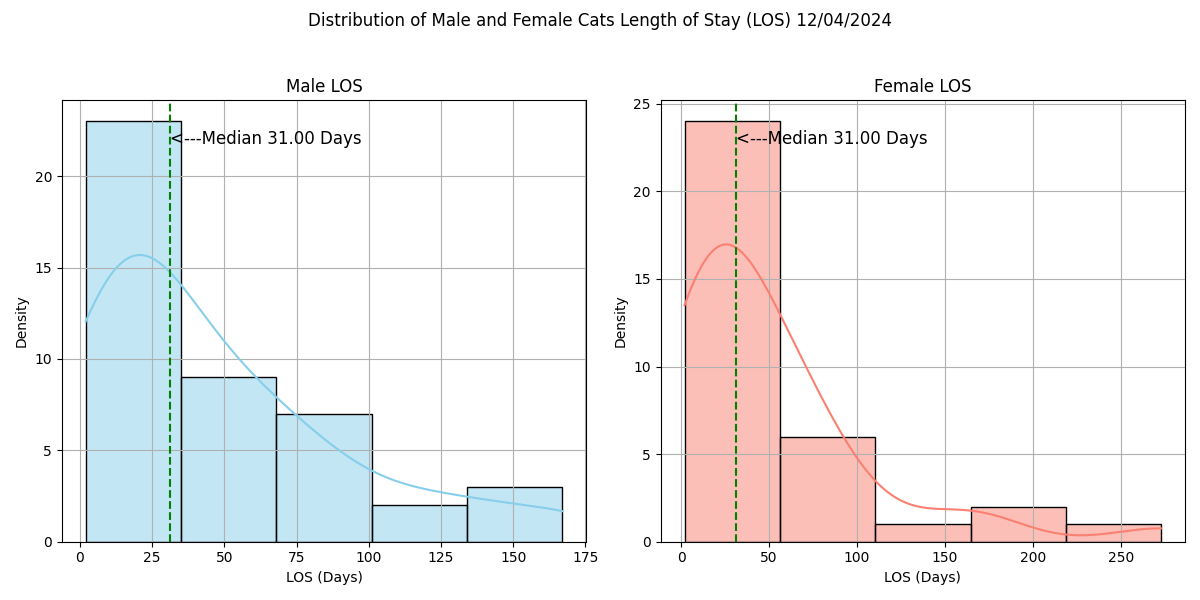 Distribution of Male and Female Cats Length of Stay (LOS) 12/04/2024
Male LOS
<---Median 31.00 Days
Density
20
15
10
5
0
0 25 50 75 100 125 150 175
LOS (Days)
Female LOS
<---Median 31.00 Days
Density
25
20
15
10
5
0
0 50 100 150 200 250
LOS (Days)